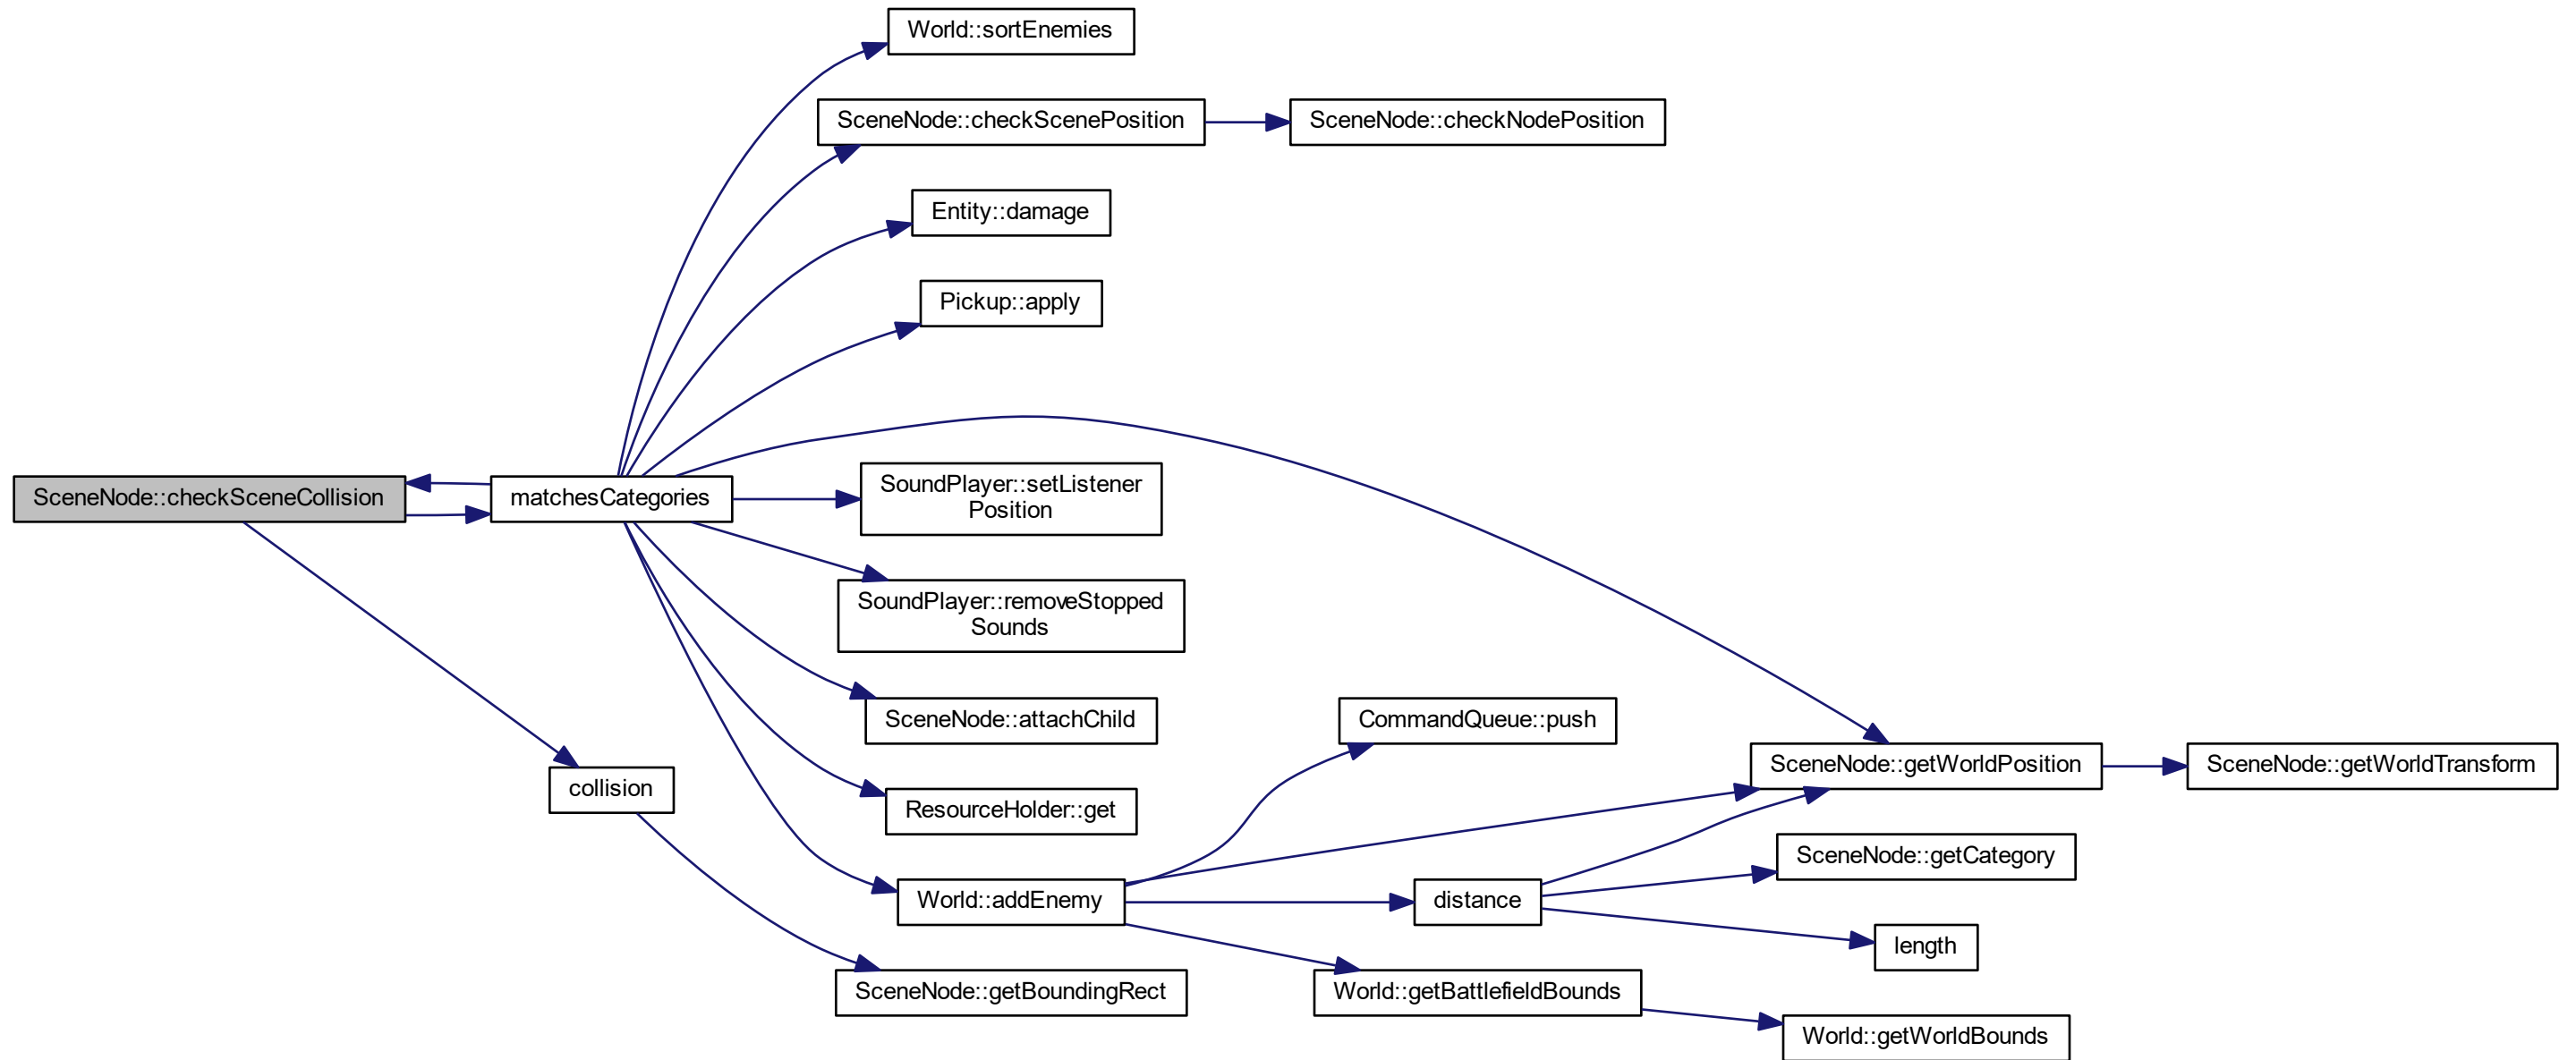 World::sortEnemies
SceneNode::checkScenePosition
SceneNode::checkNodePosition
Entity::damage
Pickup::apply
SceneNode::checkSceneCollision
matchesCategories
SoundPlayer::setListener
Position
SoundPlayer::removeStopped
Sounds
SceneNode::attachChild
CommandQueue::push
SceneNode::getWorldPosition
SceneNode::getWorldTransform
collision
ResourceHolder::get
SceneNode::getCategory
World::addEnemy
distance
length
SceneNode::getBoundingRect
World::getBattlefieldBounds
World::getWorldBounds